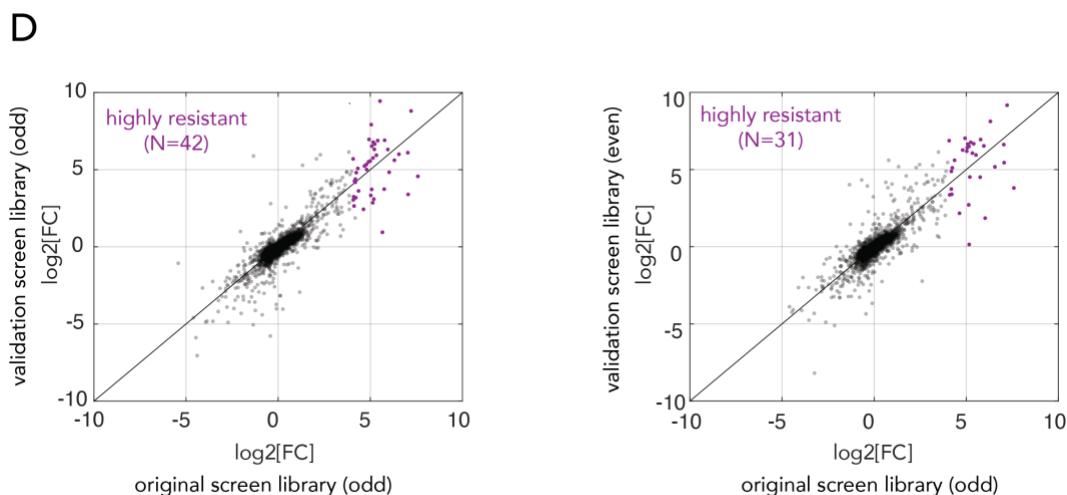 D
validation screen library (odd)
log2[FC]
10
5
0
-5
-10
highly resistant
(N=42)
-10
-5
0
5
10
log2[FC]
original screen library (odd)
validation screen library (even)
log2[FC]
10
5
0
-5
-10
highly resistant
(N=31)
-10
-5
0
5
10
log2[FC]
original screen library (odd)